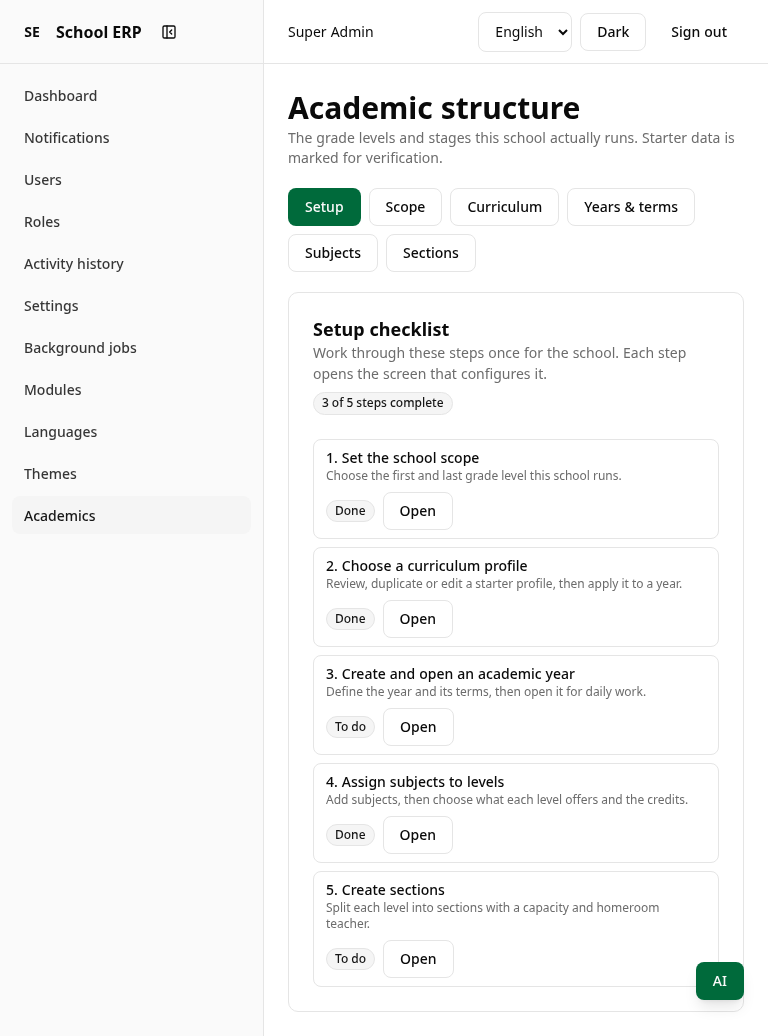 SE School ERP
Super Admin
English
Dark
Sign out
Dashboard
Notifications
Users
Roles
Activity history
Settings
Background jobs
Modules
Languages
Themes
Academics
Academic structure
The grade levels and stages this school actually runs. Starter data is
marked for verification.
Setup
Scope
Curriculum
Years & terms
Subjects
Sections
Setup checklist
Work through these steps once for the school. Each step
opens the screen that configures it.
3 of 5 steps complete
1. Set the school scope
Choose the first and last grade level this school runs.
Done
Open
2. Choose a curriculum profile
Review, duplicate or edit a starter profile, then apply it to a year.
Done
Open
3. Create and open an academic year
Define the year and its terms, then open it for daily work.
To do
Open
4. Assign subjects to levels
Add subjects, then choose what each level offers and the credits.
Done
Open
5. Create sections
Split each level into sections with a capacity and homeroom
teacher.
To do
Open
AI